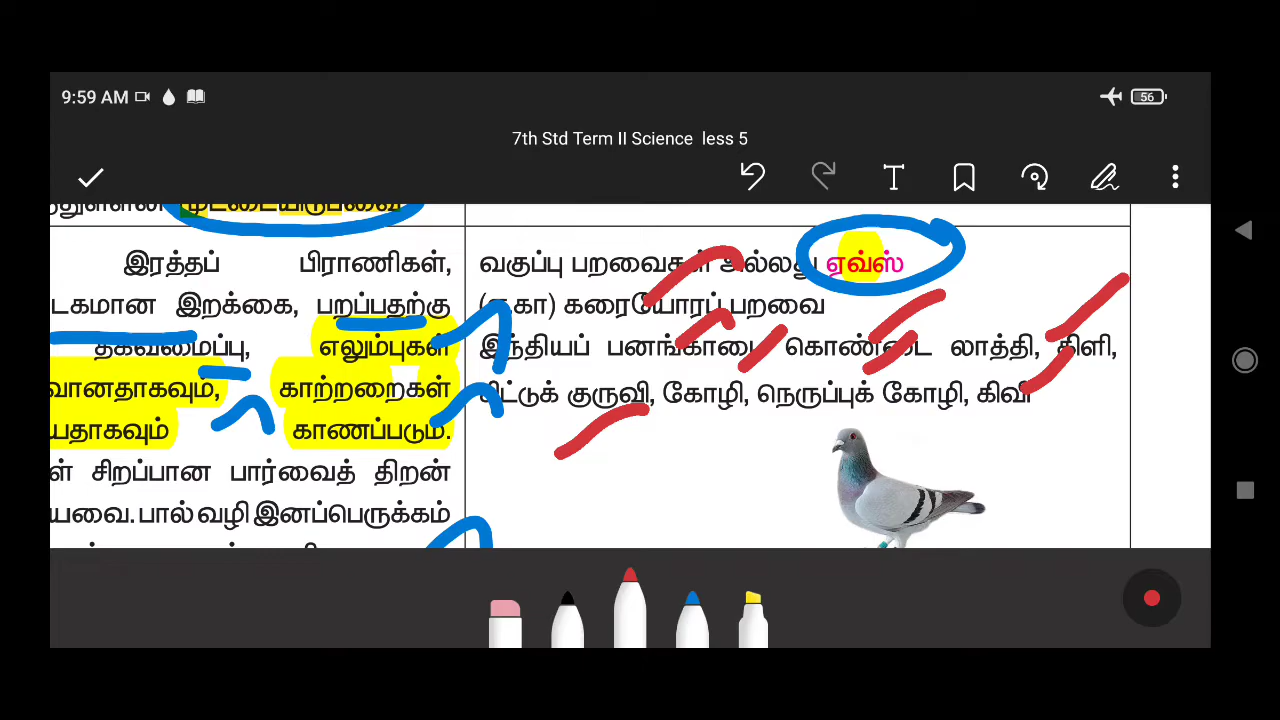 9:59 AM
56
7th Std Term II Science less 5
முட்டையிடுபவை
இரத்தப் பிராணிகள்,
டகமான இறக்கை, பறப்பதற்கு
தகவமைப்பு, எலும்புகள்
வானதாகவும், காற்றறைகள்
யதாகவும் காணப்படும்.
ள் சிறப்பான பார்வைத் திறன்
யவை. பால் வழி இனப்பெருக்கம்
வகுப்பு பறவைகள் அல்லது ஏவ்ஸ்
(எ.கா) கரையோரப் பறவை
இந்தியப் பனங்காடை, கொண்டை லாத்தி, கிளி,
சிட்டுக் குருவி, கோழி, நெருப்புக் கோழி, கிவி